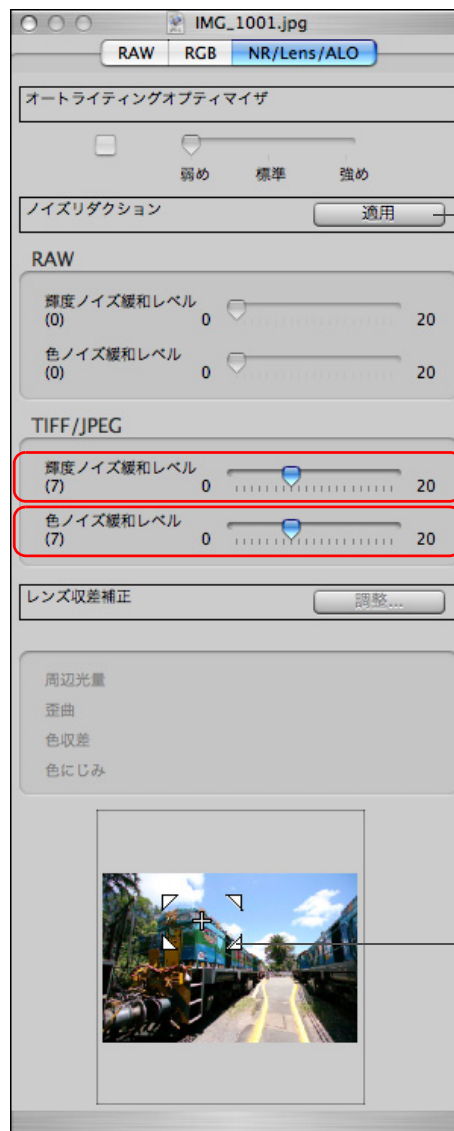 IMG_1001.jpg
RAW RGB NR/Lens/ALO
オートライティングオプティマイザ
弱め 標準 強め
ノイズリダクション 適用
RAW
輝度ノイズ緩和レベル
(0) 0 20
色ノイズ緩和レベル
(0) 0 20
TIFF/JPEG
輝度ノイズ緩和レベル
(7) 0 20
色ノイズ緩和レベル
(7) 0 20
レンズ収差補正 調整...
周辺光量
歪曲
色収差
色にじみ